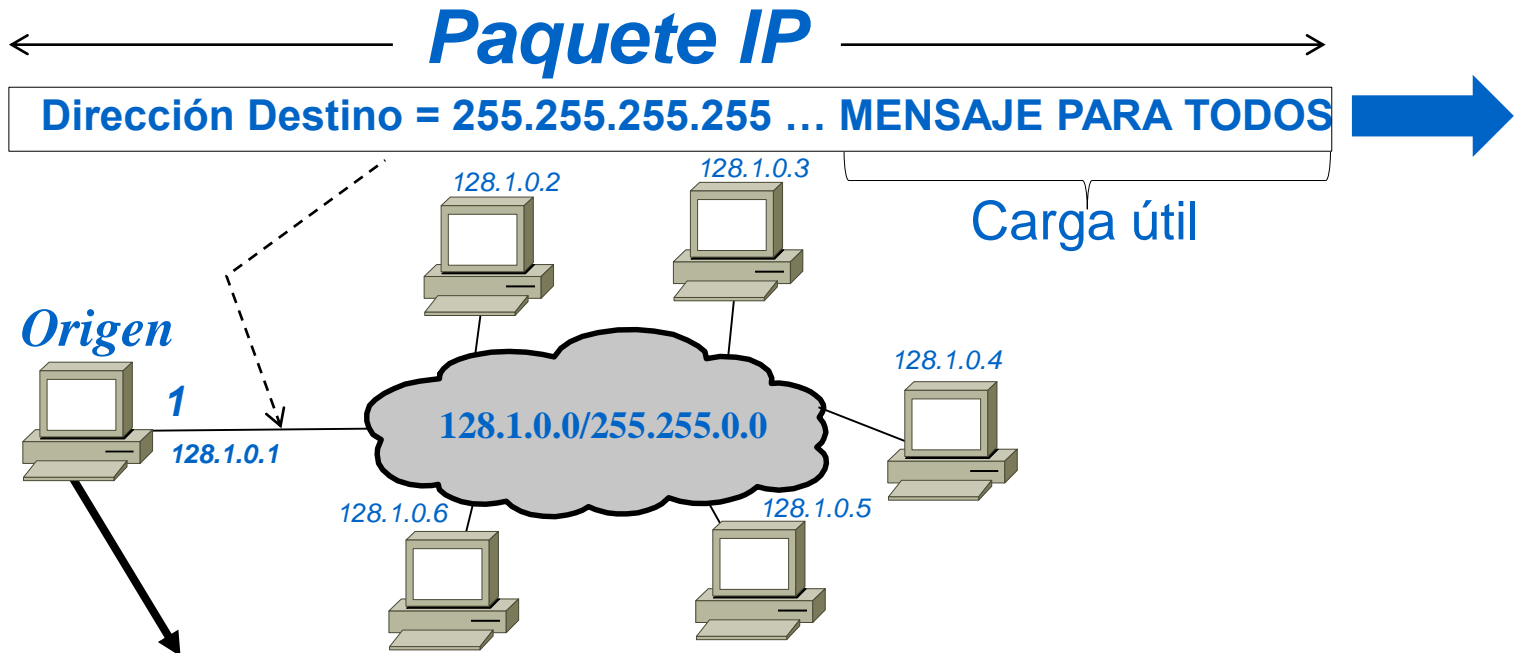 Paquete IP
Dirección Destino = 255.255.255.255 … MENSAJE PARA TODOS
128.1.0.2
128.1.0.3
Carga útil
Origen
1
128.1.0.1
128.1.0.0/255.255.0.0
128.1.0.4
128.1.0.6
128.1.0.5